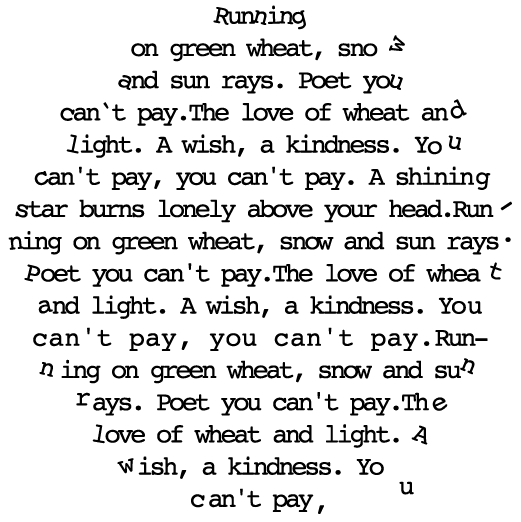 Running
on green wheat, snow
and sun rays. Poet you
can't pay.The love of wheat and
light. A wish, a kindness. You
can't pay, you can't pay. A shining
star burns lonely above your head.Run-
ning on green wheat, snow and sun rays.
Poet you can't pay.The love of wheat
and light. A wish, a kindness. You
can't pay, you can't pay.Run-
ning on green wheat, snow and sun
rays. Poet you can't pay.The
love of wheat and light. A
wish, a kindness. You
can't pay,